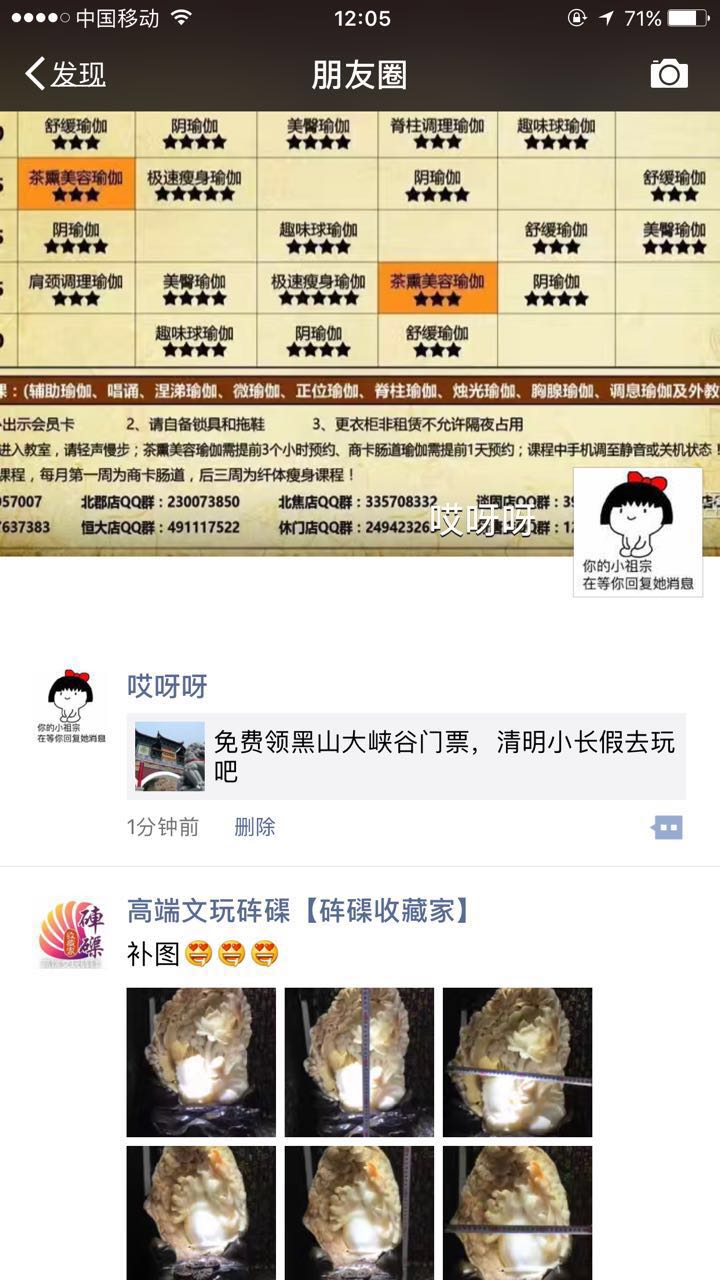 中国移动 12:05 71%
发现 朋友圈
舒缓瑜伽 阴瑜伽 美臀瑜伽 脊柱调理瑜伽 趣味球瑜伽
★★★ ★★★★ ★★★★ ★★★ ★★★★
茶熏美容瑜伽 极速瘦身瑜伽 阴瑜伽 舒缓瑜伽
★★★ ★★★★★ ★★★★ ★★★
阴瑜伽 趣味球瑜伽 舒缓瑜伽 美臀瑜伽
★★★★ ★★★★ ★★★ ★★★★
肩颈调理瑜伽 美臀瑜伽 极速瘦身瑜伽 茶熏美容瑜伽 阴瑜伽
★★★ ★★★★ ★★★★★ ★★★ ★★★★
趣味球瑜伽 阴瑜伽 舒缓瑜伽
★★★★ ★★★★ ★★★
课：(辅助瑜伽、唱诵、涅涕瑜伽、微瑜伽、正位瑜伽、脊柱瑜伽、烛光瑜伽、胸腺瑜伽、调息瑜伽及外教
出示会员卡 2、请自备锁具和拖鞋 3、更衣柜非租赁不允许隔夜占用
进入教室，请轻声慢步；茶熏美容瑜伽需提前3个小时预约、商卡肠道瑜伽需提前1天预约；课程中手机调至静音或关机状态！
课程，每月第一周为商卡肠道，后三周为纤体瘦身课程！
957007 北郡店QQ群：230073850 北焦店QQ群：335708332
637383 恒大店QQ群：491117522 休门店QQ群：24942326
哎呀呀
你的小祖宗
在等你回复她消息
哎呀呀
你的小祖宗
在等你回复她消息
免费领黑山大峡谷门票，清明小长假去玩
吧
1分钟前 删除
高端文玩砗磲【砗磲收藏家】
砗磲
收藏家
补图